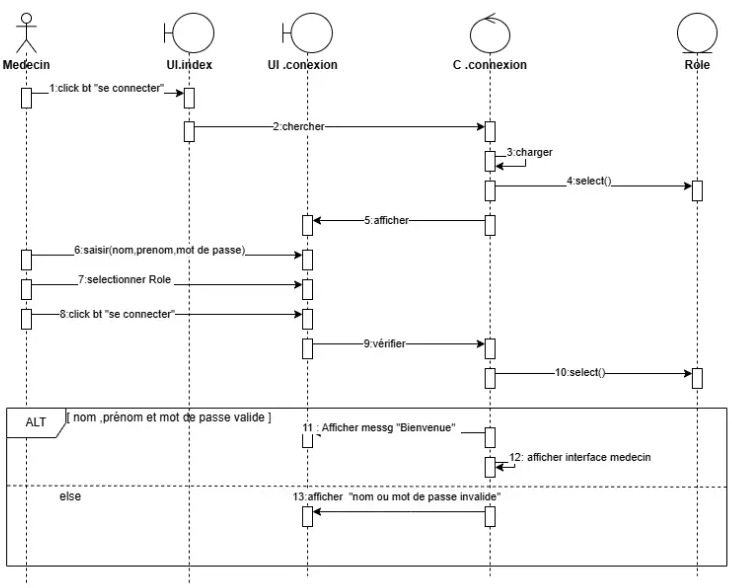 Medecin
UI.index
UI .conexion
C .connexion
Role
1:click bt "se connecter"
2:chercher
3:charger
4:select()
5:afficher
6:saisir(nom,prenom,mot de passe)
7:selectionner Role
8:click bt "se connecter"
9:vérifier
10:select()
ALT
[ nom ,prénom et mot de passe valide ]
11 : Afficher messg "Bienvenue"
12: afficher interface medecin
else
13:afficher "nom ou mot de passe invalide"